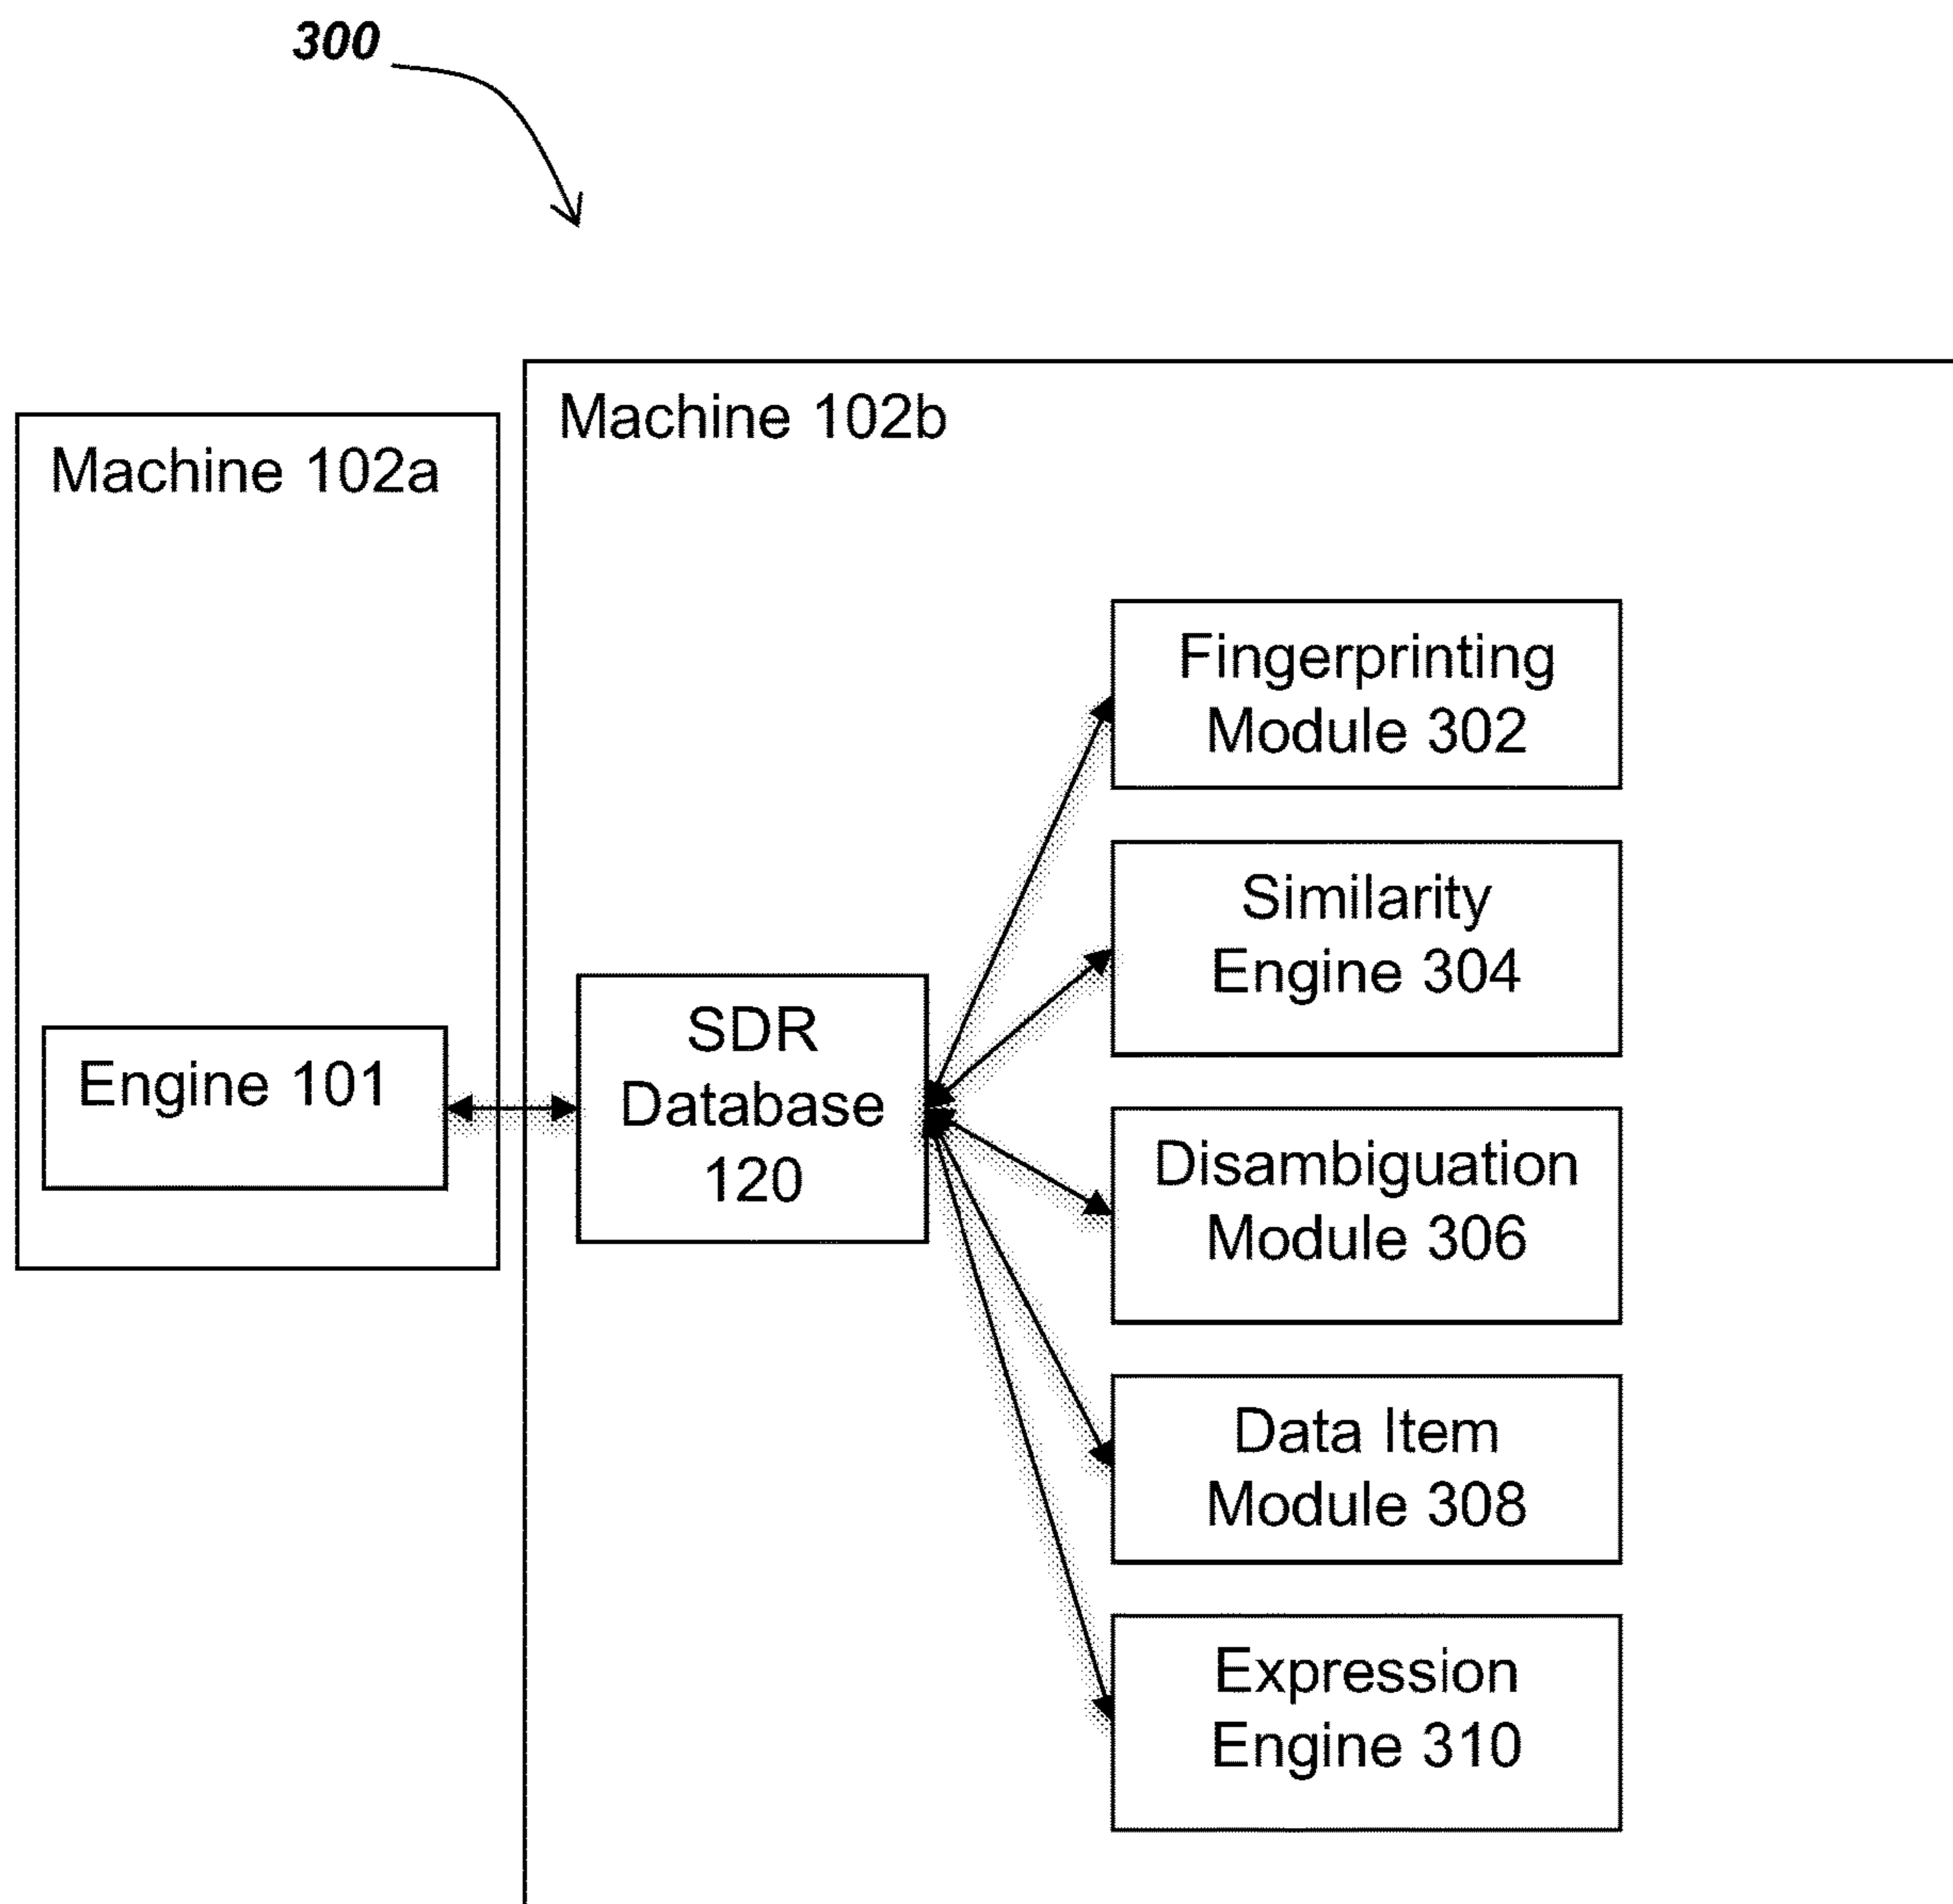 300
Machine 102a
Machine 102b
Engine 101
SDR
Database
120
Fingerprinting
Module 302
Similarity
Engine 304
Disambiguation
Module 306
Data Item
Module 308
Expression
Engine 310